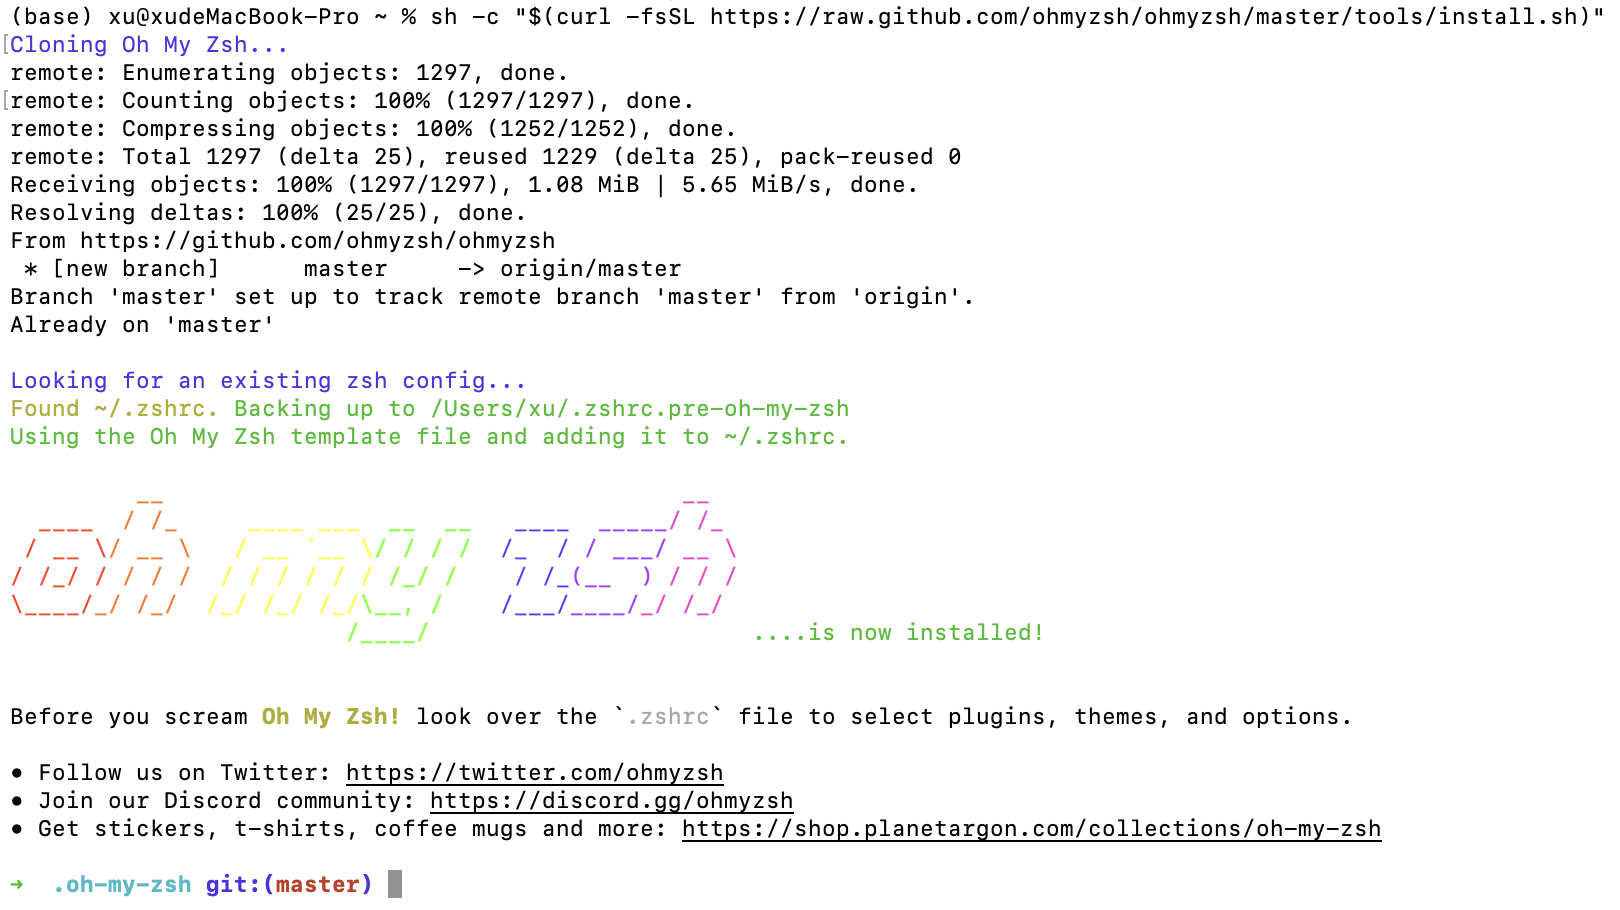 (base) xu@xudeMacBook-Pro ~ % sh -c "$(curl -fsSL https://raw.github.com/ohmyzsh/ohmyzsh/master/tools/install.sh)"
Cloning Oh My Zsh...
remote: Enumerating objects: 1297, done.
remote: Counting objects: 100% (1297/1297), done.
remote: Compressing objects: 100% (1252/1252), done.
remote: Total 1297 (delta 25), reused 1229 (delta 25), pack-reused 0
Receiving objects: 100% (1297/1297), 1.08 MiB | 5.65 MiB/s, done.
Resolving deltas: 100% (25/25), done.
From https://github.com/ohmyzsh/ohmyzsh
 * [new branch]      master     -> origin/master
Branch 'master' set up to track remote branch 'master' from 'origin'.
Already on 'master'
Looking for an existing zsh config...
Found ~/.zshrc. Backing up to /Users/xu/.zshrc.pre-oh-my-zsh
Using the Oh My Zsh template file and adding it to ~/.zshrc.
oh my zsh
....is now installed!
Before you scream Oh My Zsh! look over the `.zshrc` file to select plugins, themes, and options.
• Follow us on Twitter: https://twitter.com/ohmyzsh
• Join our Discord community: https://discord.gg/ohmyzsh
• Get stickers, t-shirts, coffee mugs and more: https://shop.planetargon.com/collections/oh-my-zsh
➜  .oh-my-zsh git:(master)